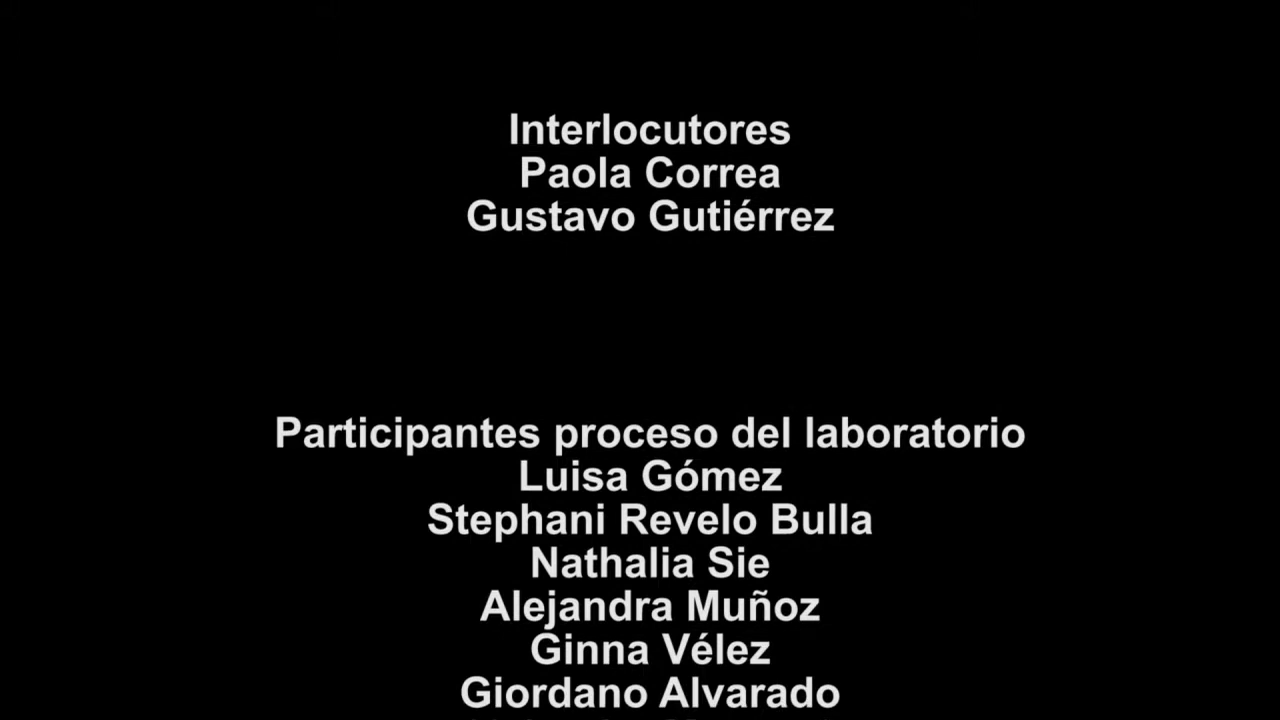 Interlocutores
Paola Correa
Gustavo Gutiérrez
Participantes proceso del laboratorio
Luisa Gómez
Stephani Revelo Bulla
Nathalia Sie
Alejandra Muñoz
Ginna Vélez
Giordano Alvarado